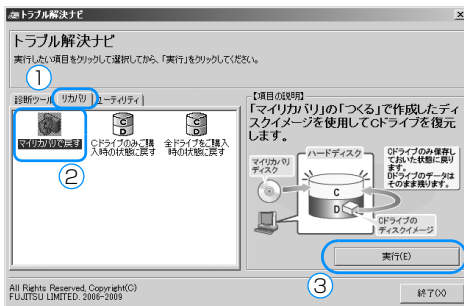 トラブル解決ナビ
トラブル解決ナビ
実行したい項目をクリックして選択してから、「実行」をクリックしてください。
①
診断ツール
リカバリ
ユーティリティ
マイリカバリで戻す
Cドライブのみご購
入時の状態に戻す
全ドライブをご購入
時の状態に戻す
②
【項目の説明】
「マイリカバリ」の「つくる」で作成したディ
スクイメージを使用してCドライブを復元
します。
マイリカバリ
ディスク
ハードディスク
C
D
Cドライブのみ保存し
ておいた状態に戻り
ます。
Dドライブのデータは
そのまま残ります。
Cドライブの
ディスクイメージ
実行(E)
③
All Rights Reserved, Copyright(C)
FUJITSU LIMITED. 2006-2009
終了(X)